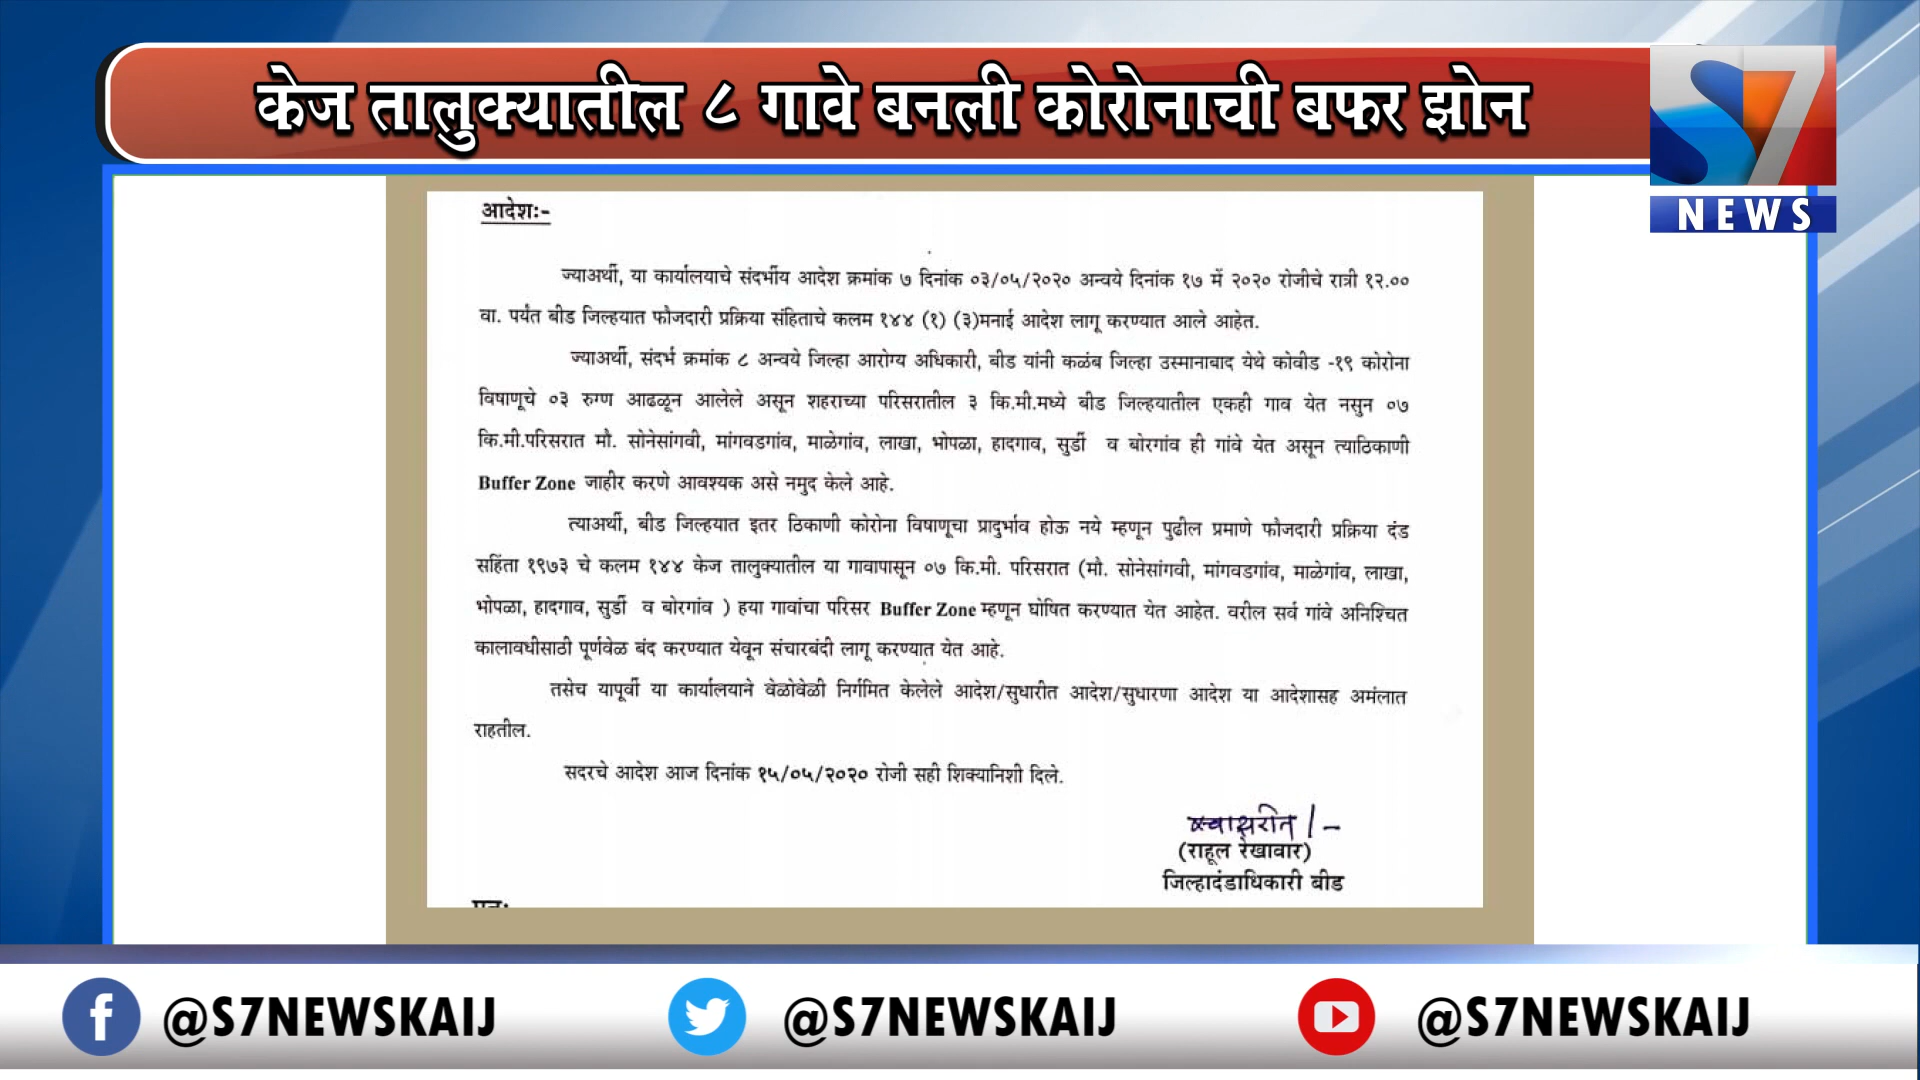 केज तालुक्यातील ८ गावे बनली कोरोनाची बफर झोन
S7
NEWS
आदेशः-
ज्याअर्थी, या कार्यालयाचे संदर्भीय आदेश क्रमांक ७ दिनांक ०३/०५/२०२० अन्वये दिनांक १७ में २०२० रोजीचे रात्री १२.००
वा. पर्यंत बीड जिल्हयात फौजदारी प्रक्रिया संहिताचे कलम १४४ (१) (३)मनाई आदेश लागू करण्यात आले आहेत.
ज्याअर्थी, संदर्भ क्रमांक ८ अन्वये जिल्हा आरोग्य अधिकारी, बीड यांनी कळंब जिल्हा उस्मानाबाद येथे कोवीड -१९ कोरोना
विषाणूचे ०३ रुग्ण आढळून आलेले असून शहराच्या परिसरातील ३ कि.मी.मध्ये बीड जिल्हयातील एकही गाव येत नसुन ०७
कि.मी.परिसरात मौ. सोनेसांगवी, मांगवडगांव, माळेगांव, लाखा, भोपळा, हादगाव, सुर्डी व बोरगांव ही गांवे येत असून त्याठिकाणी
Buffer Zone जाहीर करणे आवश्यक असे नमुद केले आहे.
त्याअर्थी, बीड जिल्हयात इतर ठिकाणी कोरोना विषाणूचा प्रादुर्भाव होऊ नये म्हणून पुढील प्रमाणे फौजदारी प्रक्रिया दंड
सहिंता १९७३ चे कलम १४४ केज तालुक्यातील या गावापासून ०७ कि.मी. परिसरात (मौ. सोनेसांगवी, मांगवडगांव, माळेगांव, लाखा,
भोपळा, हादगाव, सुर्डी व बोरगांव ) हया गावांचा परिसर Buffer Zone म्हणून घोषित करण्यात येत आहेत. वरील सर्व गांवे अनिश्चित
कालावधीसाठी पूर्णवेळ बंद करण्यात येवून संचारबंदी लागू करण्यात येत आहे.
तसेच यापूर्वी या कार्यालयाने वेळोवेळी निर्गमित केलेले आदेश/सुधारीत आदेश/सुधारणा आदेश या आदेशासह अमंलात
राहतील.
सदरचे आदेश आज दिनांक १५/०५/२०२० रोजी सही शिक्यानिशी दिले.
स्वाक्षरीत/-
(राहूल रेखावार)
जिल्हादंडाधिकारी बीड
@S7NEWSKAIJ @S7NEWSKAIJ @S7NEWSKAIJ